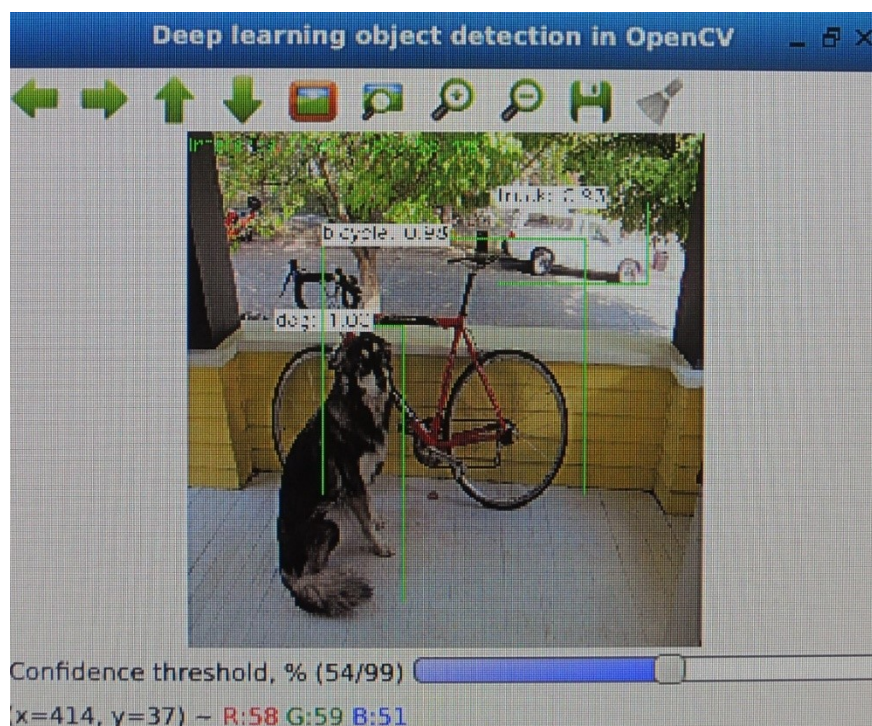 Deep learning object detection in OpenCV
truck: 0.93
bicycle: 0.98
dog: 1.00
Confidence threshold, % (54/99)
(x=414, y=37) ~ R:58 G:59 B:51